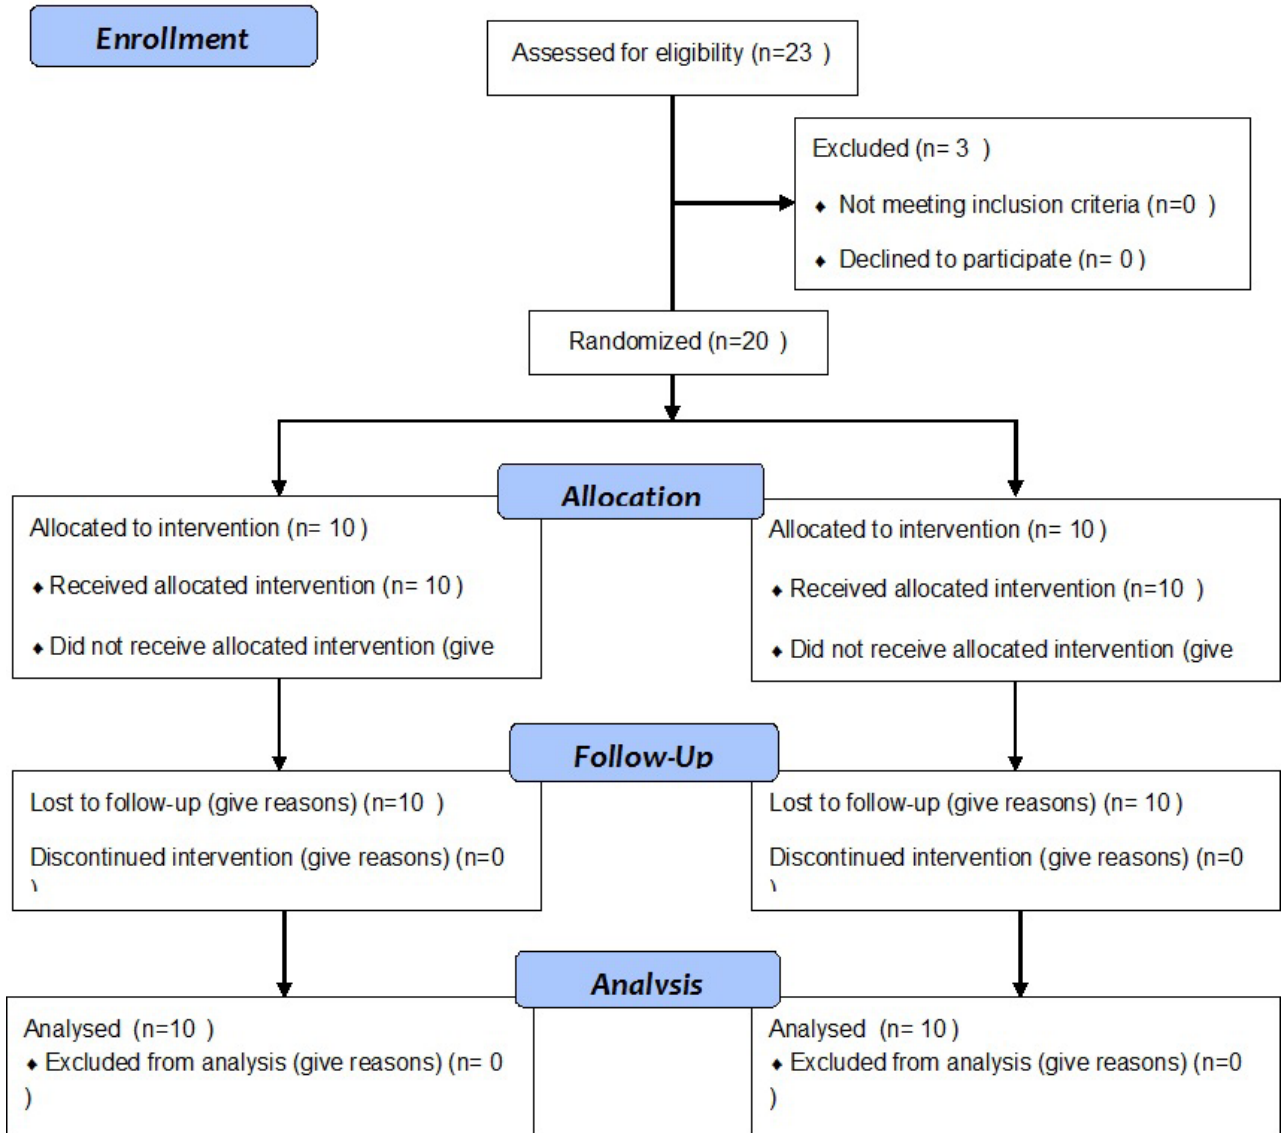 Enrollment
Assessed for eligibility (n=23 )
Excluded (n= 3 )
♦ Not meeting inclusion criteria (n=0 )
♦ Declined to participate (n= 0 )
Randomized (n=20 )
Allocation
Allocated to intervention (n= 10 )
♦ Received allocated intervention (n= 10 )
♦ Did not receive allocated intervention (give
Allocated to intervention (n= 10 )
♦ Received allocated intervention (n=10 )
♦ Did not receive allocated intervention (give
Follow-Up
Lost to follow-up (give reasons) (n=10 )
Discontinued intervention (give reasons) (n=0
)
Lost to follow-up (give reasons) (n= 10 )
Discontinued intervention (give reasons) (n=0
)
Analysis
Analysed (n=10 )
♦ Excluded from analysis (give reasons) (n= 0
)
Analysed (n= 10 )
♦ Excluded from analysis (give reasons) (n=0
)